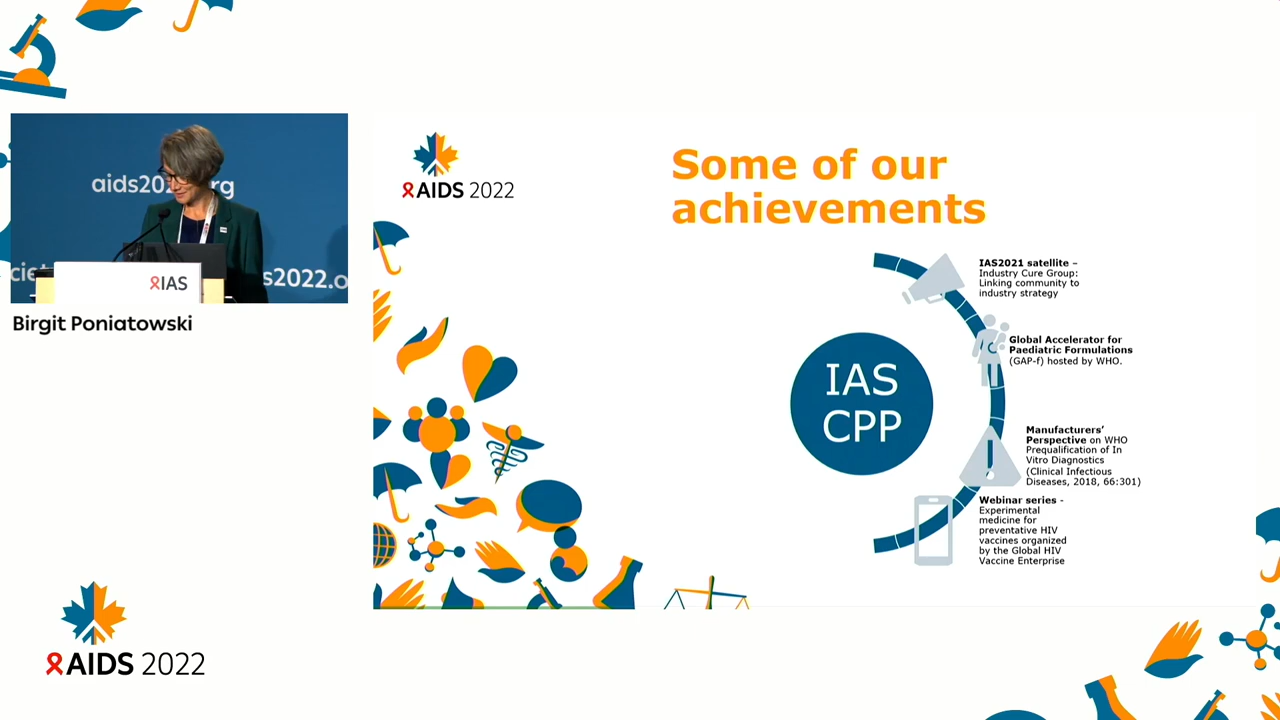 aids20
rg
s2022.o
IAS
Birgit Poniatowski
AIDS 2022
AIDS 2022
Some of our
achievements
IAS
CPP
IAS2021 satellite –
Industry Cure Group:
Linking community to
industry strategy
Global Accelerator for
Paediatric Formulations
(GAP-f) hosted by WHO.
Manufacturers’
Perspective on WHO
Prequalification of In
Vitro Diagnostics
(Clinical Infectious
Diseases, 2018, 66:301)
Webinar series -
Experimental
medicine for
preventative HIV
vaccines organized
by the Global HIV
Vaccine Enterprise